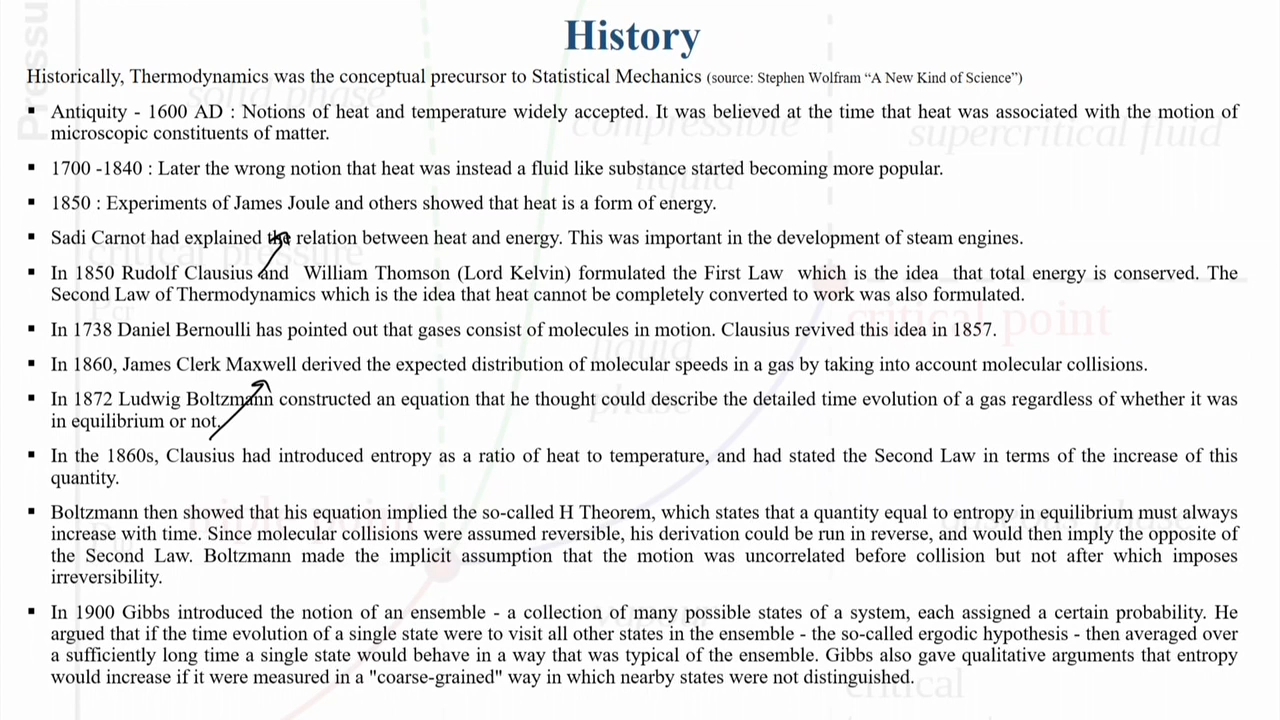 History
Historically, Thermodynamics was the conceptual precursor to Statistical Mechanics (source: Stephen Wolfram “A New Kind of Science”)
▪ Antiquity - 1600 AD : Notions of heat and temperature widely accepted. It was believed at the time that heat was associated with the motion of
microscopic constituents of matter.
▪ 1700 -1840 : Later the wrong notion that heat was instead a fluid like substance started becoming more popular.
▪ 1850 : Experiments of James Joule and others showed that heat is a form of energy.
▪ Sadi Carnot had explained the relation between heat and energy. This was important in the development of steam engines.
▪ In 1850 Rudolf Clausius and William Thomson (Lord Kelvin) formulated the First Law which is the idea that total energy is conserved. The
Second Law of Thermodynamics which is the idea that heat cannot be completely converted to work was also formulated.
▪ In 1738 Daniel Bernoulli has pointed out that gases consist of molecules in motion. Clausius revived this idea in 1857.
▪ In 1860, James Clerk Maxwell derived the expected distribution of molecular speeds in a gas by taking into account molecular collisions.
▪ In 1872 Ludwig Boltzmann constructed an equation that he thought could describe the detailed time evolution of a gas regardless of whether it was
in equilibrium or not.
▪ In the 1860s, Clausius had introduced entropy as a ratio of heat to temperature, and had stated the Second Law in terms of the increase of this
quantity.
▪ Boltzmann then showed that his equation implied the so-called H Theorem, which states that a quantity equal to entropy in equilibrium must always
increase with time. Since molecular collisions were assumed reversible, his derivation could be run in reverse, and would then imply the opposite of
the Second Law. Boltzmann made the implicit assumption that the motion was uncorrelated before collision but not after which imposes
irreversibility.
▪ In 1900 Gibbs introduced the notion of an ensemble - a collection of many possible states of a system, each assigned a certain probability. He
argued that if the time evolution of a single state were to visit all other states in the ensemble - the so-called ergodic hypothesis - then averaged over
a sufficiently long time a single state would behave in a way that was typical of the ensemble. Gibbs also gave qualitative arguments that entropy
would increase if it were measured in a "coarse-grained" way in which nearby states were not distinguished.
Pressu
solid phase
compressible
liquid
supercritical fluid
critical pressure
critical point
liquid
phase
triple point
critical